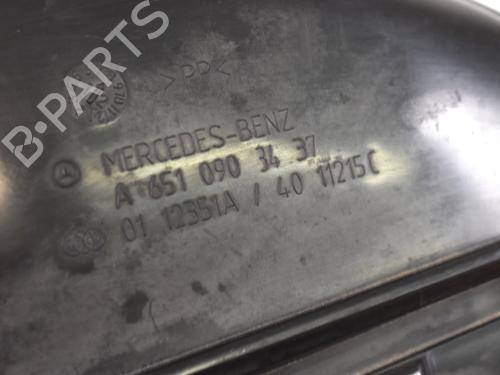 >PP<
MERCEDES-BENZ
A 651 090 34 37
01 12351A / 40 11215C
B-PARTS